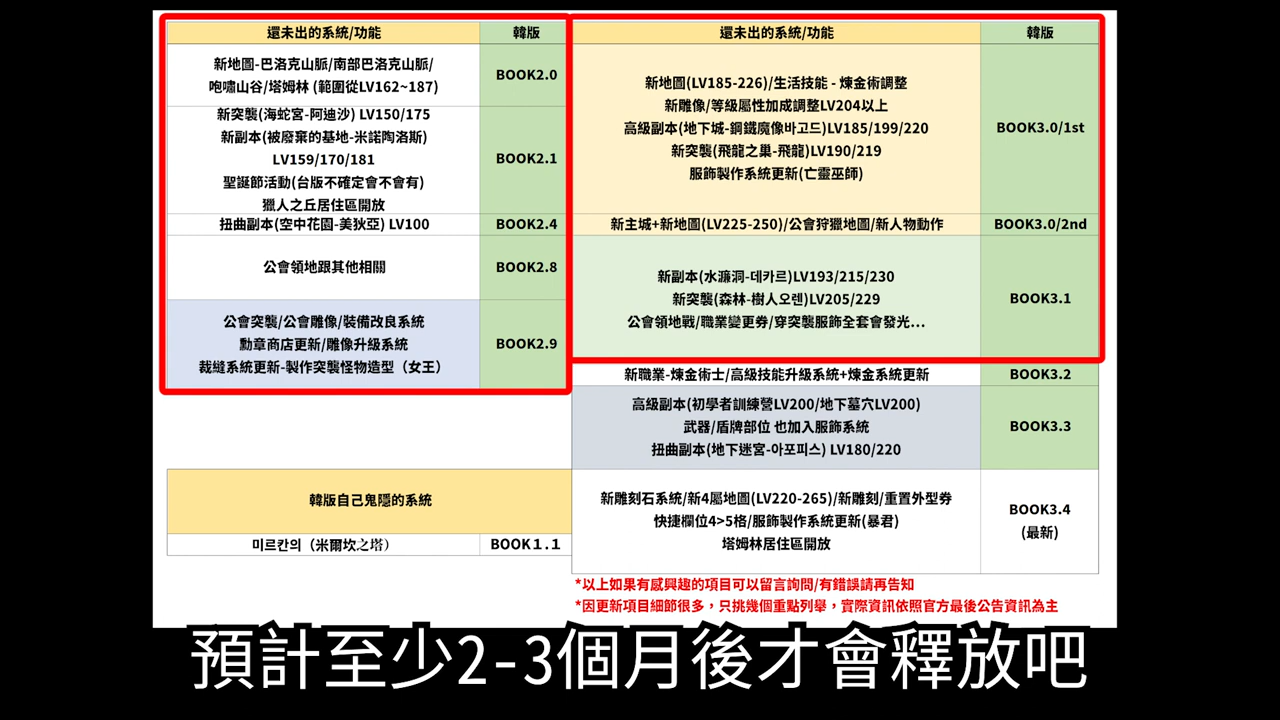 還未出的系統/功能
韓版
新地圖-巴洛克山脈/南部巴洛克山脈/
咆嘯山谷/塔姆林 (範圍從LV162~187)
BOOK2.0
新突襲(海蛇宮-阿迪沙) LV150/175
新副本(被廢棄的基地-米諾陶洛斯)
LV159/170/181
聖誕節活動(台版不確定會不會有)
獵人之丘居住區開放
BOOK2.1
扭曲副本(空中花園-美狄亞) LV100
BOOK2.4
公會領地跟其他相關
BOOK2.8
公會突襲/公會雕像/裝備改良系統
勳章商店更新/雕像升級系統
裁縫系統更新-製作突襲怪物造型（女王）
BOOK2.9
韓版自己鬼隱的系統
미르칸의（米爾坎之塔）
BOOK1.1
還未出的系統/功能
韓版
新地圖(LV185-226)/生活技能 - 煉金術調整
新雕像/等級屬性加成調整LV204以上
高級副本(地下城-鋼鐵魔像바고드)LV185/199/220
新突襲(飛龍之巢-飛龍)LV190/219
服飾製作系統更新(亡靈巫師)
BOOK3.0/1st
新主城+新地圖(LV225-250)/公會狩獵地圖/新人物動作
BOOK3.0/2nd
新副本(水濂洞-데카르)LV193/215/230
新突襲(森林-樹人오렌)LV205/229
公會領地戰/職業變更券/穿突襲服飾全套會發光...
BOOK3.1
新職業-煉金術士/高級技能升級系統+煉金系統更新
BOOK3.2
高級副本(初學者訓練營LV200/地下墓穴LV200)
武器/盾牌部位 也加入服飾系統
扭曲副本(地下迷宮-아포피스) LV180/220
BOOK3.3
新雕刻石系統/新4屬地圖(LV220-265)/新雕刻/重置外型券
快捷欄位4>5格/服飾製作系統更新(暴君)
塔姆林居住區開放
BOOK3.4
(最新)
*以上如果有感興趣的項目可以留言詢問/有錯誤請再告知
*因更新項目細節很多，只挑幾個重點列舉，實際資訊依照官方最後公告資訊為主
預計至少2-3個月後才會釋放吧